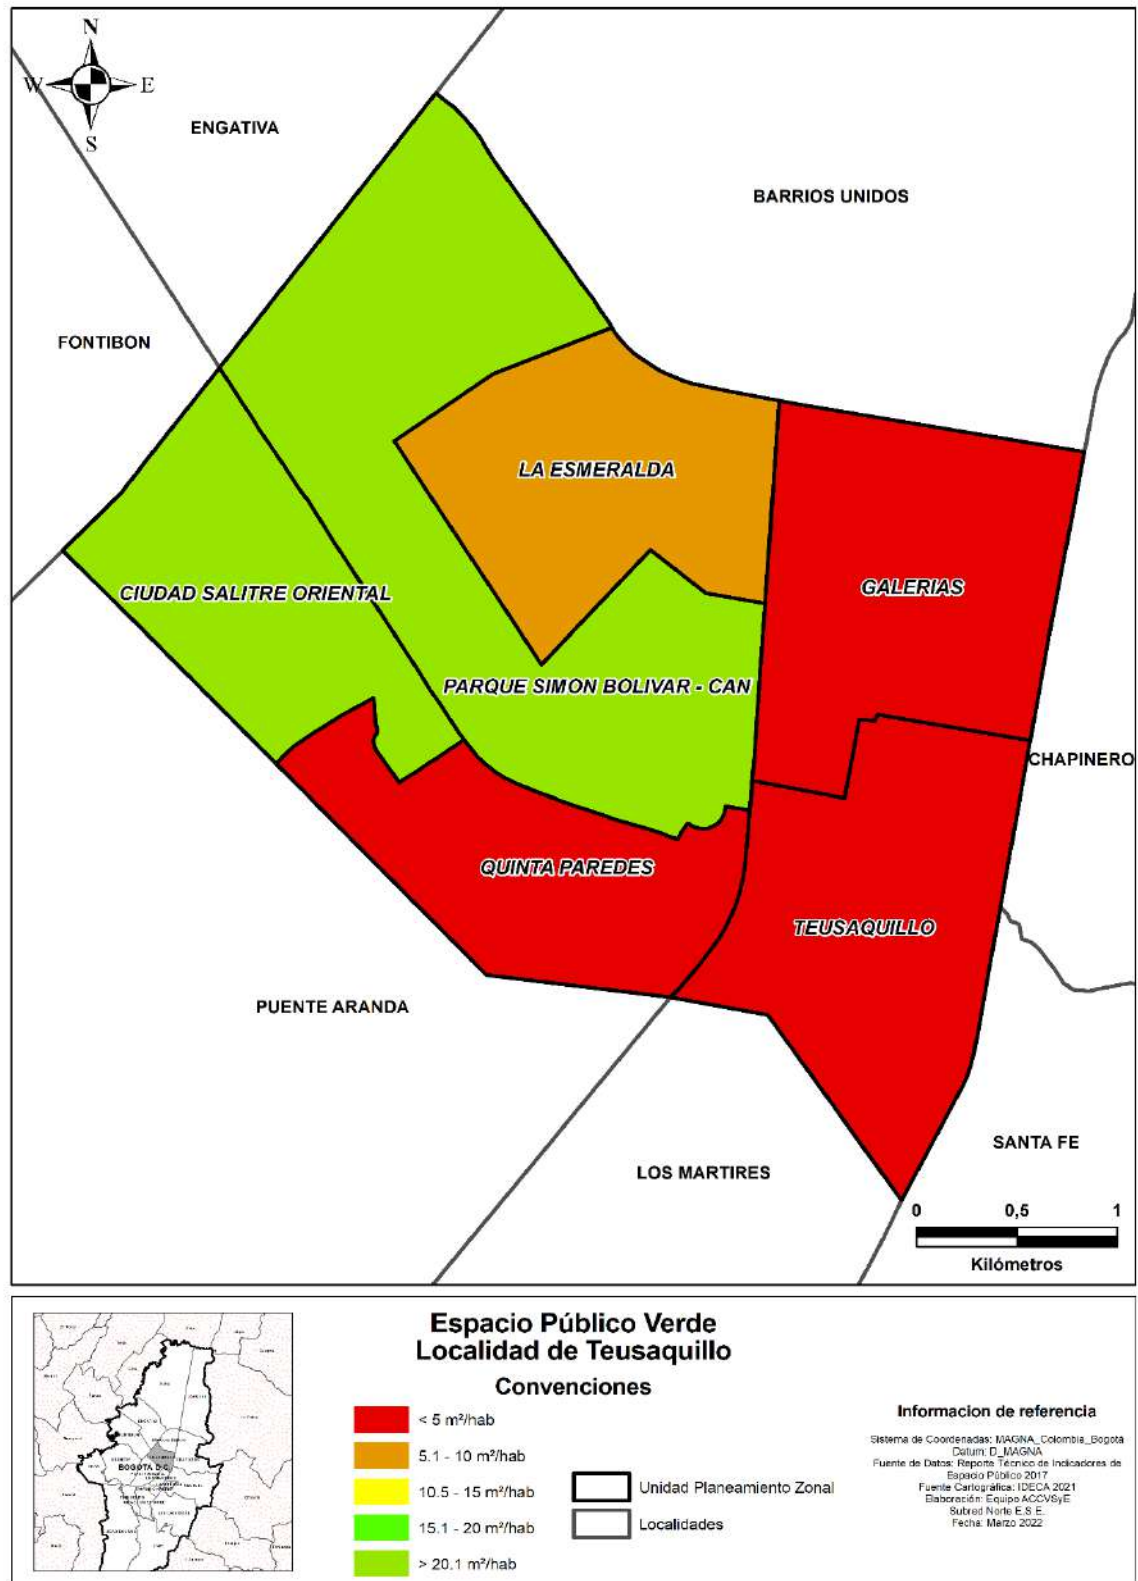 N
W
E
S
ENGATIVA
BARRIOS UNIDOS
FONTIBON
LA ESMERALDA
CIUDAD SALITRE ORIENTAL
GALERIAS
PARQUE SIMON BOLIVAR - CAN
CHAPINERO
QUINTA PAREDES
TEUSAQUILLO
PUENTE ARANDA
SANTA FE
LOS MARTIRES
0 0,5 1
Kilómetros
Espacio Público Verde
Localidad de Teusaquillo
Convenciones
< 5 m²/hab
5.1 - 10 m²/hab
10.5 - 15 m²/hab
15.1 - 20 m²/hab
> 20.1 m²/hab
Unidad Planeamiento Zonal
Localidades
Informacion de referencia
Sistema de Coordenadas: MAGNA_Colombia_Bogota
Datum: D_MAGNA
Fuente de Datos: Reporte Técnico de Indicadores de
Espacio Público 2017
Fuente Cartográfica: IDECA 2021
Elaboración: Equipo ACCVSyE
Subred Norte E.S.E.
Fecha: Marzo 2022
BOGOTA D.C.